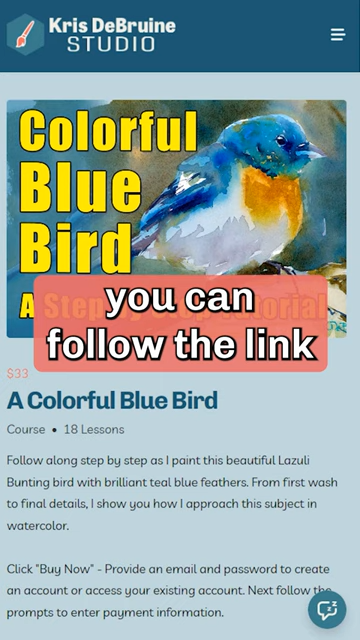 Kris DeBruine
STUDIO
Colorful
Blue
Bird
A Step
you can
follow the link
$33
A Colorful Blue Bird
Course • 18 Lessons
Follow along step by step as I paint this beautiful Lazuli
Bunting bird with brilliant teal blue feathers. From first wash
to final details, I show you how I approach this subject in
watercolor.
Click "Buy Now" - Provide an email and password to create
an account or access your existing account. Next follow the
prompts to enter payment information.